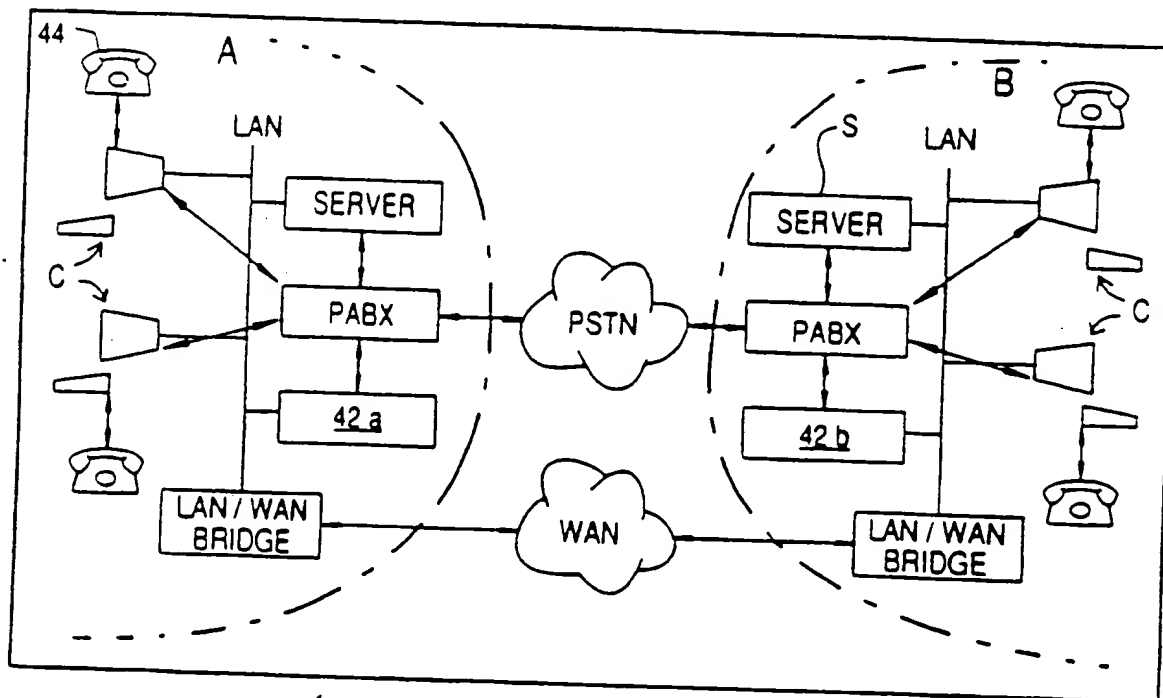 44
A
B
S
LAN
LAN
SERVER
SERVER
C
C
PABX
PSTN
PABX
42 a
42 b
LAN / WAN
BRIDGE
WAN
LAN / WAN
BRIDGE